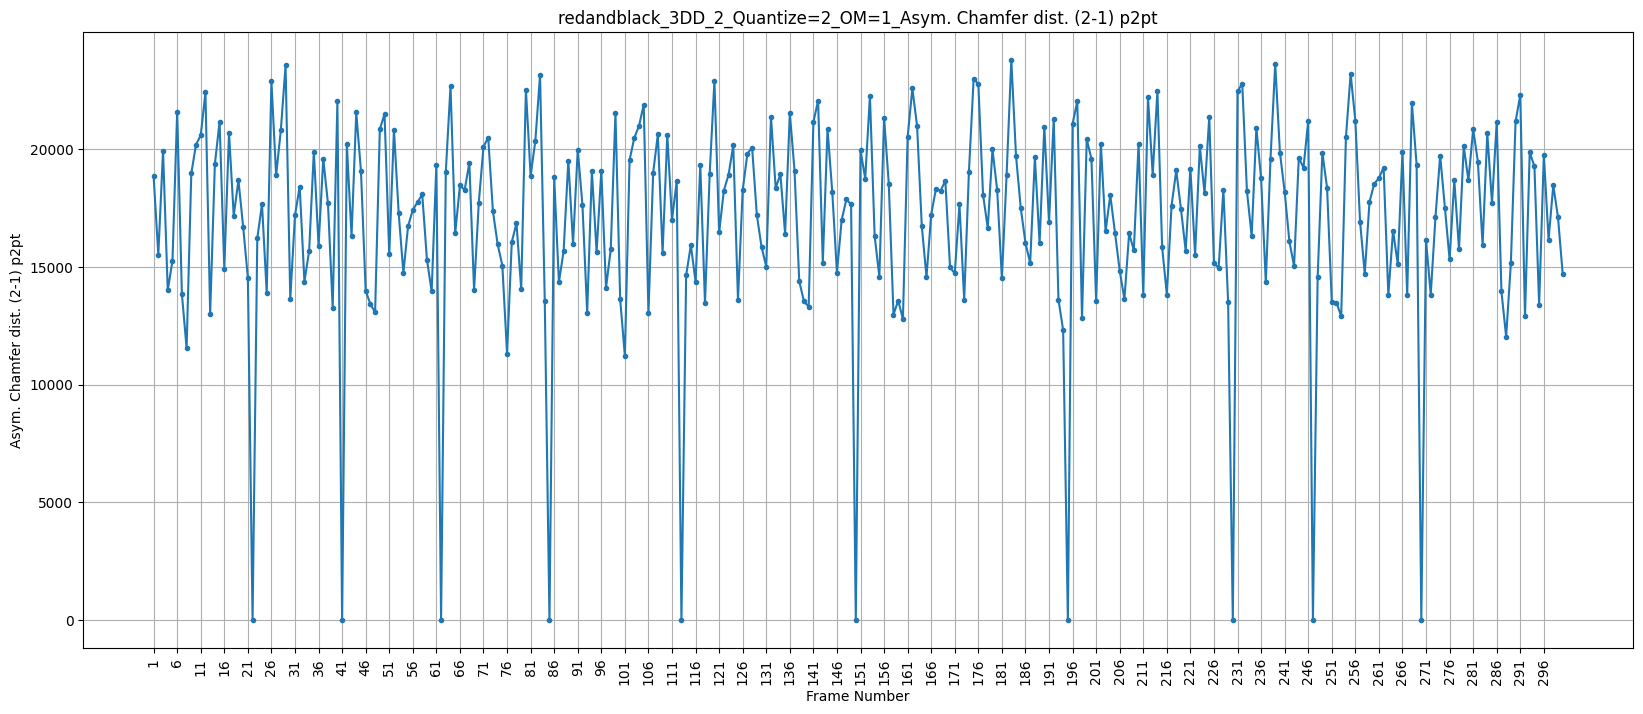 redandblack_3DD_2_Quantize=2_OM=1_Asym. Chamfer dist. (2-1) p2pt
Asym. Chamfer dist. (2-1) p2pt
20000
15000
10000
5000
0
1 6 11 16 21 26 31 36 41 46 51 56 61 66 71 76 81 86 91 96 101 106 111 116 121 126 131 136 141 146 151 156 161 166 171 176 181 186 191 196 201 206 211 216 221 226 231 236 241 246 251 256 261 266 271 276 281 286 291 296
Frame Number